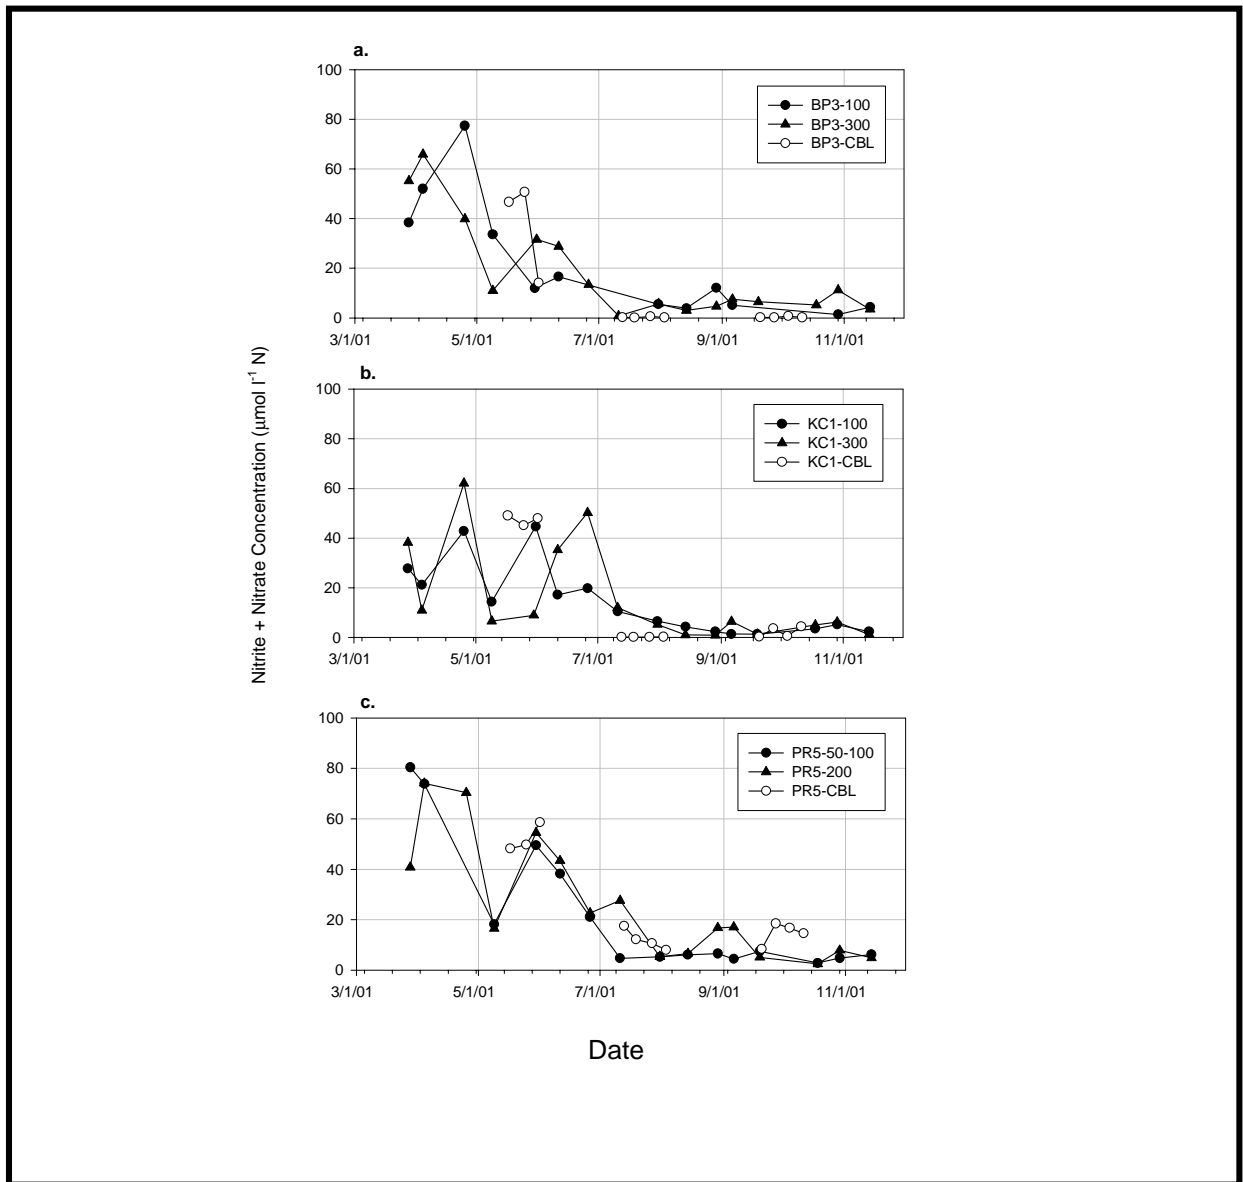 a.
100
80
60
40
20
0
3/1/01 5/1/01 7/1/01 9/1/01 11/1/01
BP3-100
BP3-300
BP3-CBL
Nitrite + Nitrate Concentration (µmol l⁻¹ N)
b.
100
80
60
40
20
0
3/1/01 5/1/01 7/1/01 9/1/01 11/1/01
KC1-100
KC1-300
KC1-CBL
c.
100
80
60
40
20
0
3/1/01 5/1/01 7/1/01 9/1/01 11/1/01
PR5-50-100
PR5-200
PR5-CBL
Date